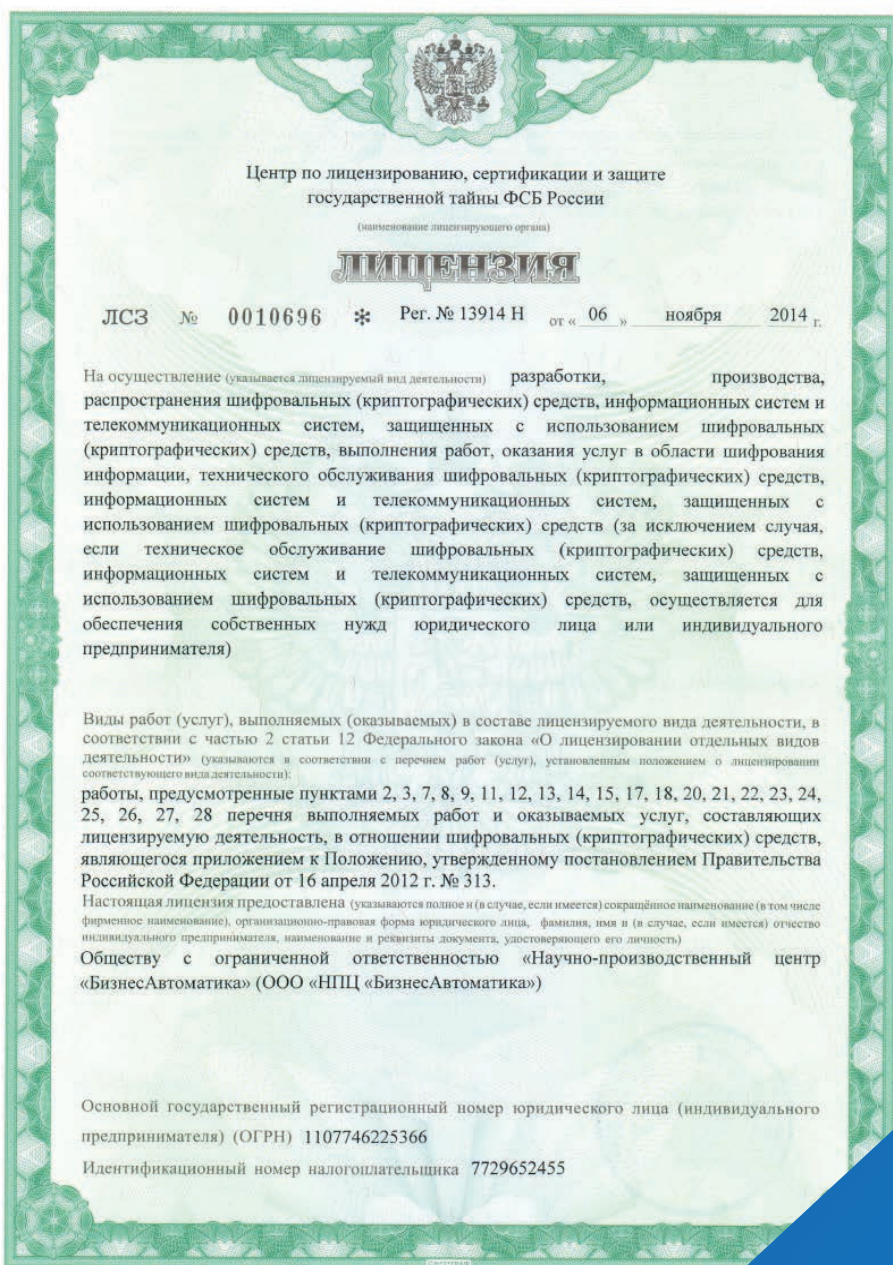 Центр по лицензированию, сертификации и защите
государственной тайны ФСБ России
(наименование лицензирующего органа)
ЛИЦЕНЗИЯ
ЛСЗ № 0010696 * Рег. № 13914 Н от « 06 » ноября 2014 г.
На осуществление (указывается лицензируемый вид деятельности) разработки, производства,
распространения шифровальных (криптографических) средств, информационных систем и
телекоммуникационных систем, защищенных с использованием шифровальных
(криптографических) средств, выполнения работ, оказания услуг в области шифрования
информации, технического обслуживания шифровальных (криптографических) средств,
информационных систем и телекоммуникационных систем, защищенных с
использованием шифровальных (криптографических) средств (за исключением случая,
если техническое обслуживание шифровальных (криптографических) средств,
информационных систем и телекоммуникационных систем, защищенных с
использованием шифровальных (криптографических) средств, осуществляется для
обеспечения собственных нужд юридического лица или индивидуального
предпринимателя)
Виды работ (услуг), выполняемых (оказываемых) в составе лицензируемого вида деятельности, в
соответствии с частью 2 статьи 12 Федерального закона «О лицензировании отдельных видов
деятельности» (указываются в соответствии с перечнем работ (услуг), установленным положением о лицензировании
соответствующего вида деятельности):
работы, предусмотренные пунктами 2, 3, 7, 8, 9, 11, 12, 13, 14, 15, 17, 18, 20, 21, 22, 23, 24,
25, 26, 27, 28 перечня выполняемых работ и оказываемых услуг, составляющих
лицензируемую деятельность, в отношении шифровальных (криптографических) средств,
являющегося приложением к Положению, утвержденному постановлением Правительства
Российской Федерации от 16 апреля 2012 г. № 313.
Настоящая лицензия предоставлена (указываются полное и (в случае, если имеется) сокращённое наименование (в том числе
фирменное наименование), организационно-правовая форма юридического лица, фамилия, имя и (в случае, если имеется) отчество
индивидуального предпринимателя, наименование и реквизиты документа, удостоверяющего его личность)
Обществу с ограниченной ответственностью «Научно-производственный центр
«БизнесАвтоматика» (ООО «НПЦ «БизнесАвтоматика»)
Основной государственный регистрационный номер юридического лица (индивидуального
предпринимателя) (ОГРН) 1107746225366
Идентификационный номер налогоплательщика 7729652455